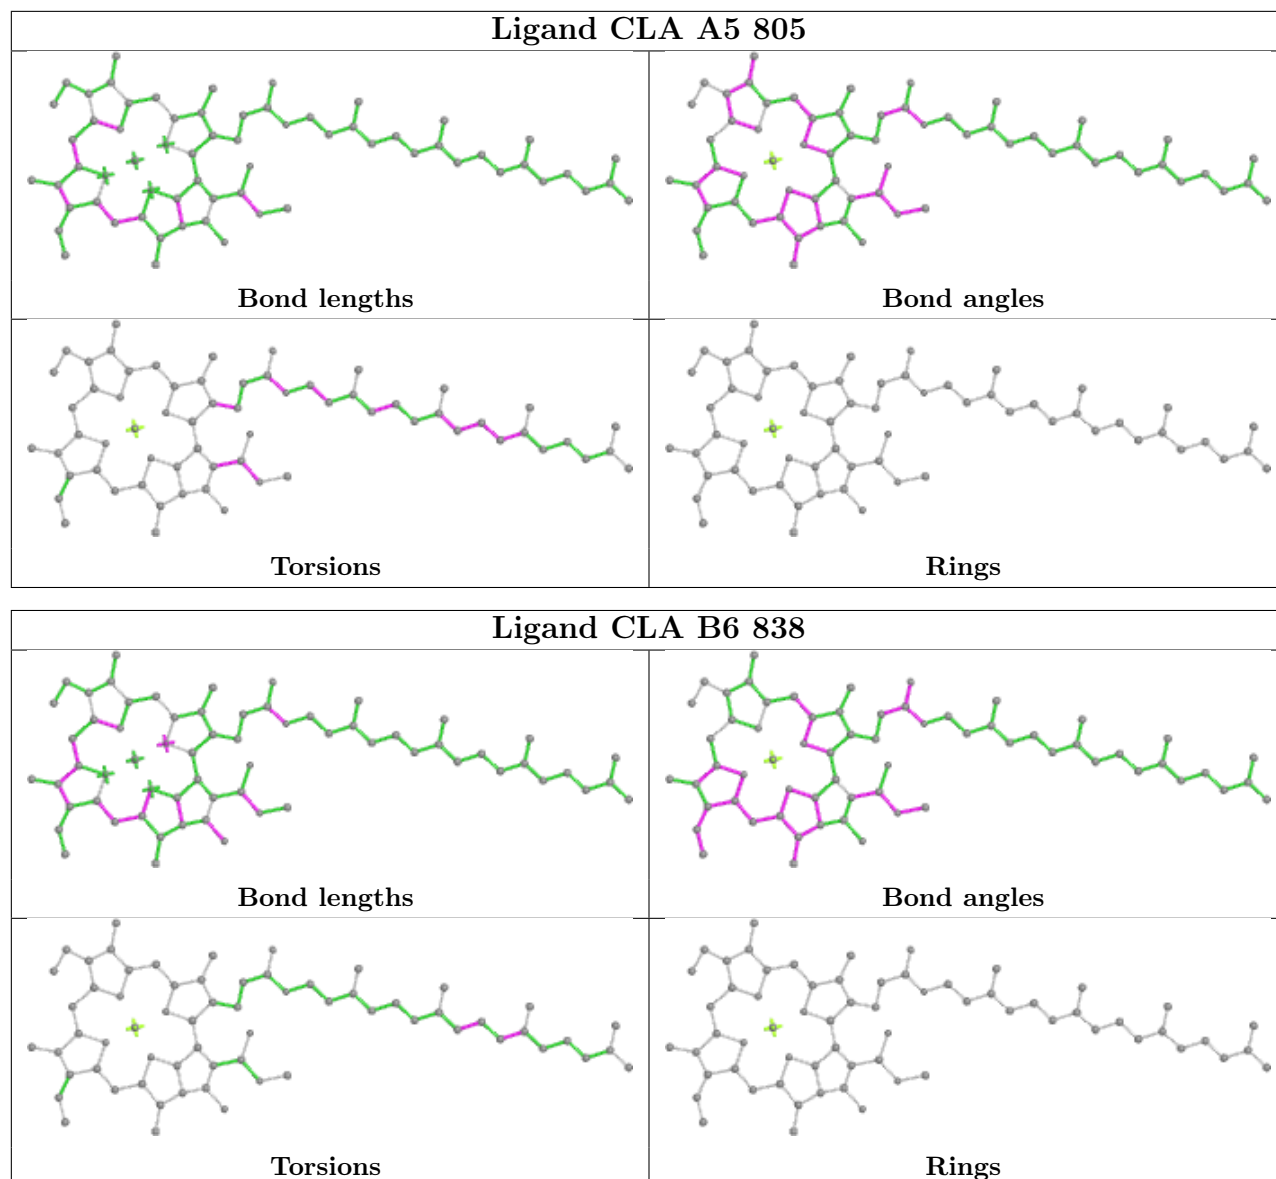 Ligand CLA A5 805
Bond lengths
Bond angles
Torsions
Rings
Ligand CLA B6 838
Bond lengths
Bond angles
Torsions
Rings